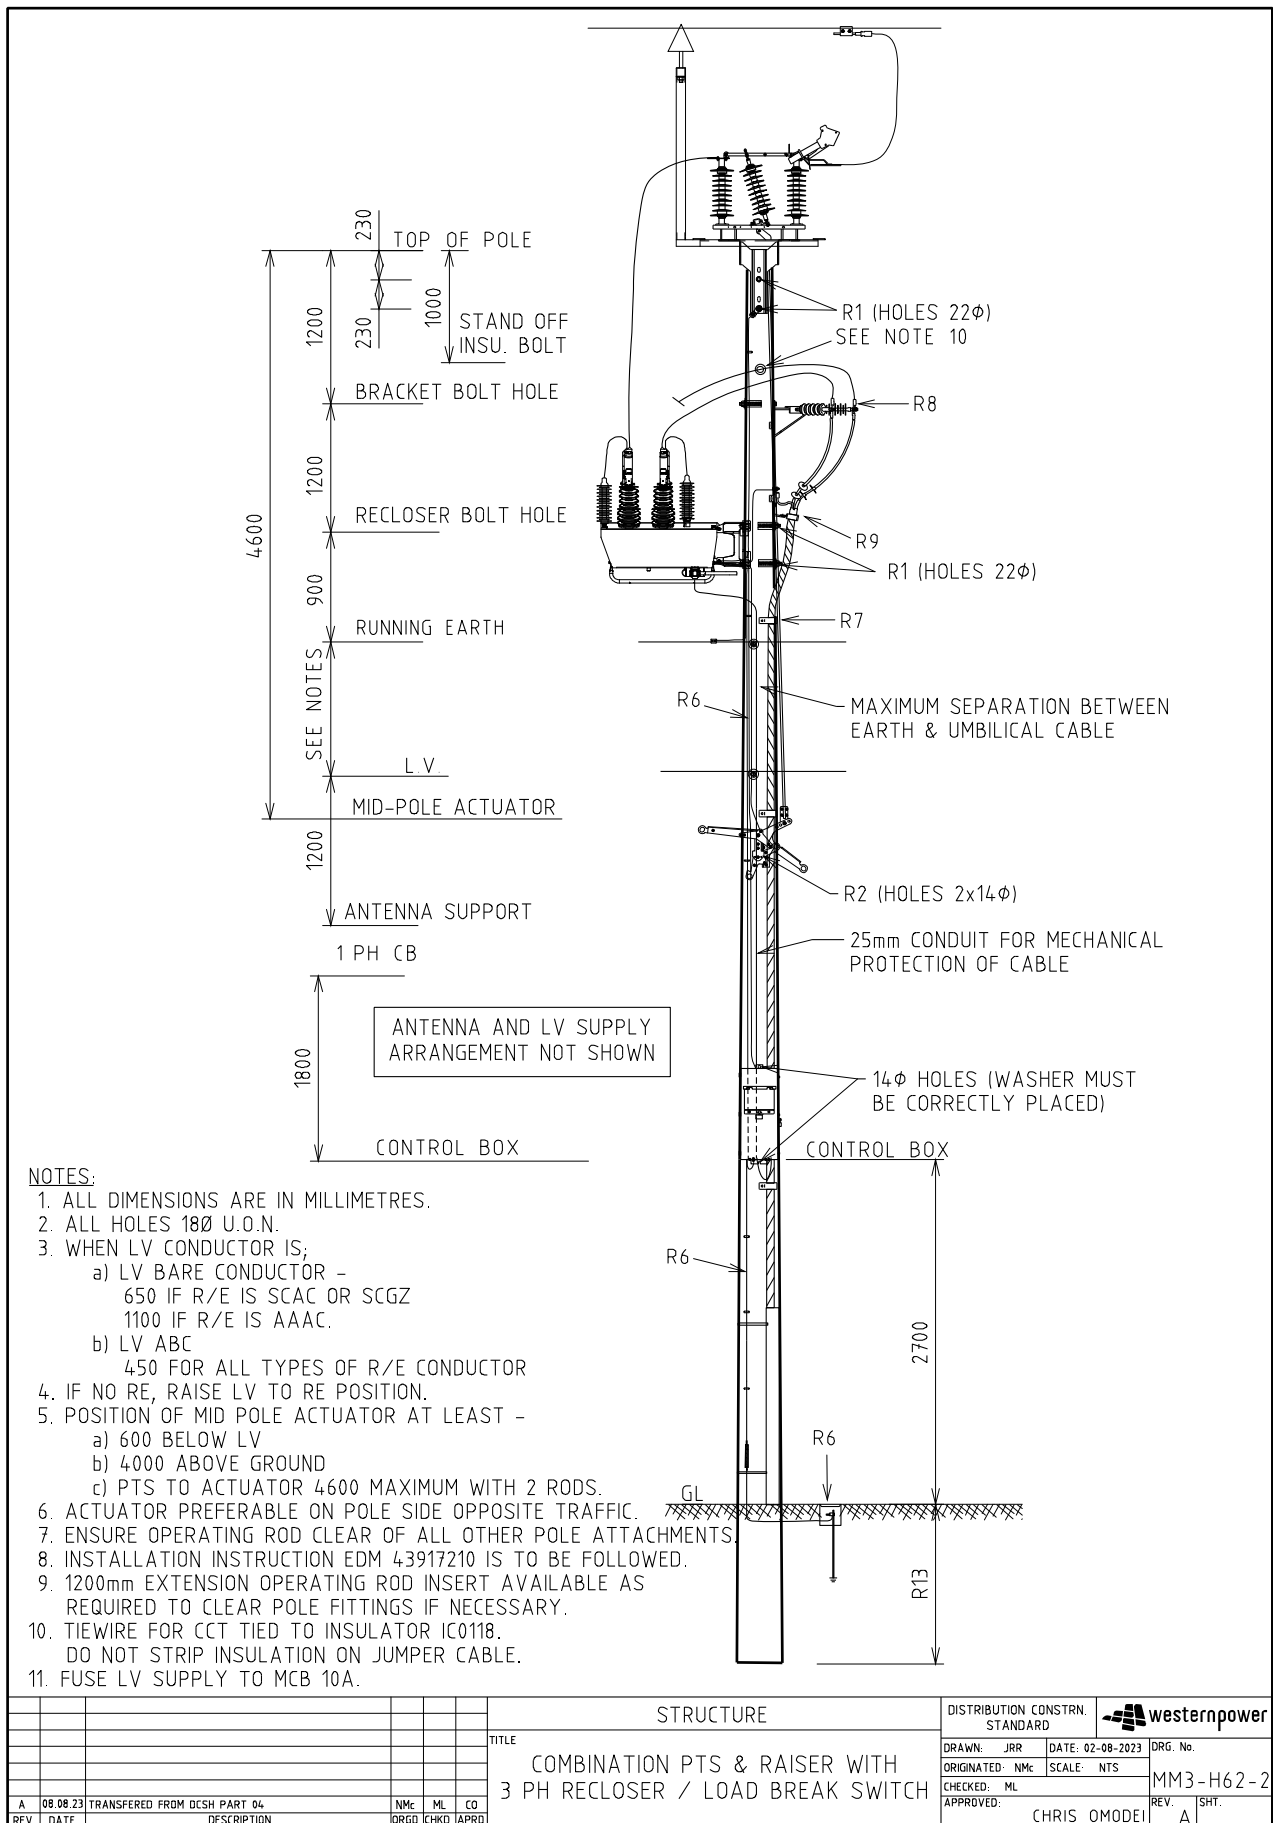 230
TOP OF POLE
1200
230
1000
STAND OFF
INSU. BOLT
R1 (HOLES 22ϕ)
SEE NOTE 10
BRACKET BOLT HOLE
R8
1200
RECLOSER BOLT HOLE
4600
R9
R1 (HOLES 22ϕ)
900
RUNNING EARTH
R7
SEE NOTES
R6
MAXIMUM SEPARATION BETWEEN
EARTH & UMBILICAL CABLE
L.V.
MID-POLE ACTUATOR
1200
R2 (HOLES 2x14ϕ)
ANTENNA SUPPORT
1 PH CB
25mm CONDUIT FOR MECHANICAL
PROTECTION OF CABLE
ANTENNA AND LV SUPPLY
ARRANGEMENT NOT SHOWN
1800
14ϕ HOLES (WASHER MUST
BE CORRECTLY PLACED)
CONTROL BOX
CONTROL BOX
NOTES:
1. ALL DIMENSIONS ARE IN MILLIMETRES.
2. ALL HOLES 18Ø U.O.N.
3. WHEN LV CONDUCTOR IS;
a) LV BARE CONDUCTOR -
650 IF R/E IS SCAC OR SCGZ
1100 IF R/E IS AAAC.
b) LV ABC
450 FOR ALL TYPES OF R/E CONDUCTOR
4. IF NO RE, RAISE LV TO RE POSITION.
5. POSITION OF MID POLE ACTUATOR AT LEAST -
a) 600 BELOW LV
b) 4000 ABOVE GROUND
c) PTS TO ACTUATOR 4600 MAXIMUM WITH 2 RODS.
6. ACTUATOR PREFERABLE ON POLE SIDE OPPOSITE TRAFFIC.
7. ENSURE OPERATING ROD CLEAR OF ALL OTHER POLE ATTACHMENTS.
8. INSTALLATION INSTRUCTION EDM 43917210 IS TO BE FOLLOWED.
9. 1200mm EXTENSION OPERATING ROD INSERT AVAILABLE AS
REQUIRED TO CLEAR POLE FITTINGS IF NECESSARY.
10. TIEWIRE FOR CCT TIED TO INSULATOR IC0118.
DO NOT STRIP INSULATION ON JUMPER CABLE.
11. FUSE LV SUPPLY TO MCB 10A.
R6
2700
R6
GL
R13
STRUCTURE
TITLE
COMBINATION PTS & RAISER WITH
3 PH RECLOSER / LOAD BREAK SWITCH
DISTRIBUTION CONSTRN.
STANDARD
westernpower
DRAWN: JRR
DATE: 02-08-2023
DRG. No.
ORIGINATED: NMc
SCALE: NTS
MM3-H62-2
CHECKED: ML
APPROVED:
CHRIS OMODEI
REV.
A
SHT.
A 08.08.23 TRANSFERED FROM DCSH PART 04 NMc ML CO
REV DATE DESCRIPTION ORGD CHKD APRD